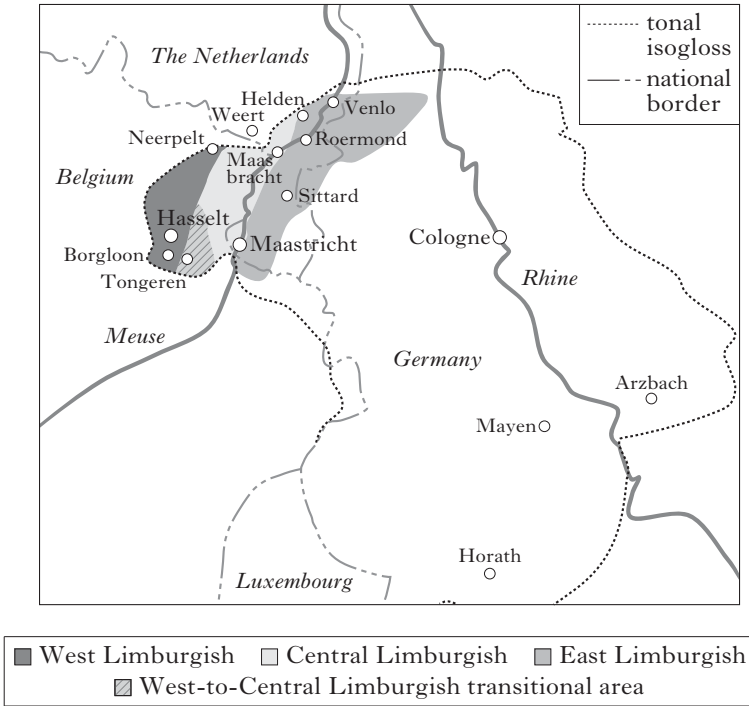 tonal
isogloss
national
border
The Netherlands
Helden
Weert
Venlo
Neerpelt
Roermond
Maas
bracht
Belgium
Sittard
Hasselt
Maastricht
Cologne
Borgloon
Tongeren
Rhine
Meuse
Germany
Arzbach
Mayen
Horath
Luxembourg
West Limburgish Central Limburgish East Limburgish
West-to-Central Limburgish transitional area